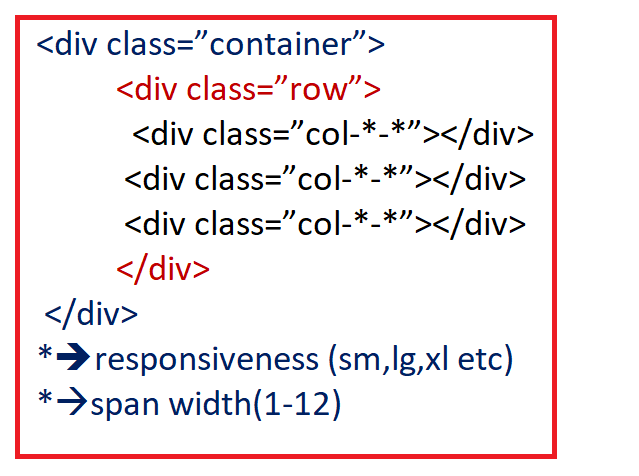 <div class=”container”>
<div class=”row”>
<div class=”col-*-*”></div>
<div class=”col-*-*”></div>
<div class=”col-*-*”></div>
</div>
</div>
*➔responsiveness (sm,lg,xl etc)
*→span width(1-12)